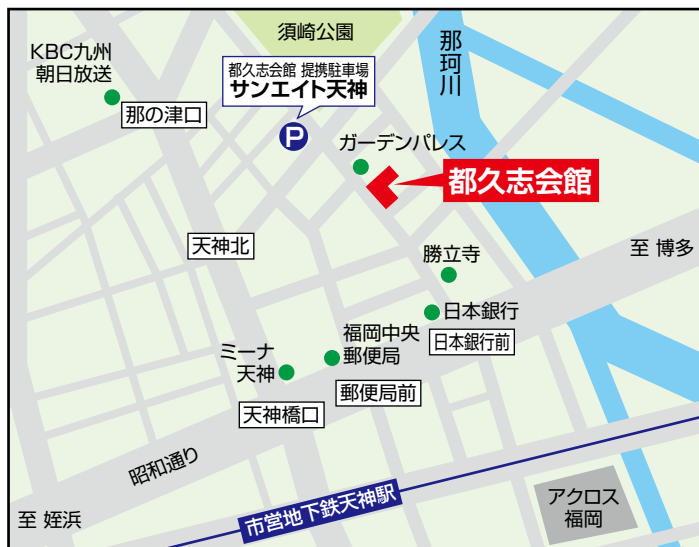 須崎公園
KBC九州
朝日放送
那珂川
都久志会館 提携駐車場
サンエイト天神
那の津口
P
ガーデンパレス
都久志会館
天神北
至 博多
勝立寺
日本銀行
日本銀行前
福岡中央
郵便局
ミーナ
天神
郵便局前
天神橋口
昭和通り
アクロス
福岡
市営地下鉄天神駅
至 姪浜